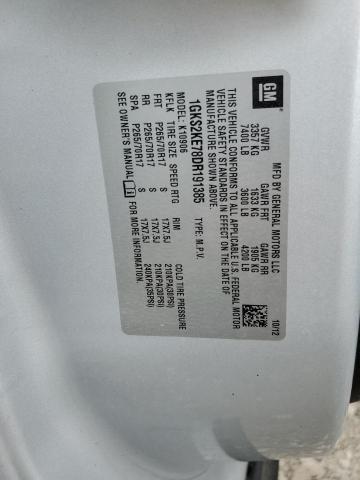 GM
MFD BY GENERAL MOTORS LLC
10/12
GVWR GAWR FRT GAWR RR
3357 KG 1633 KG 1905 KG
7400 LB 3600 LB 4200 LB
THIS VEHICLE CONFORMS TO ALL APPLICABLE U.S. FEDERAL MOTOR
VEHICLE SAFETY STANDARDS IN EFFECT ON THE DATE OF
MANUFACTURE SHOWN ABOVE.
1GKS2KE78DR191385 TYPE: M.P.V.
MODEL: K10906
KFLK TIRE SIZE SPEED RTG RIM COLD TIRE PRESSURE
FRT P265/70R17 S 17X7.5J 210KPA(30PSI)
RR P265/70R17 S 17X7.5J 210KPA(30PSI)
SPA P265/70R17 S 17X7.5J 240KPA(35PSI)
SEE OWNER'S MANUAL FOR MORE INFORMATION.